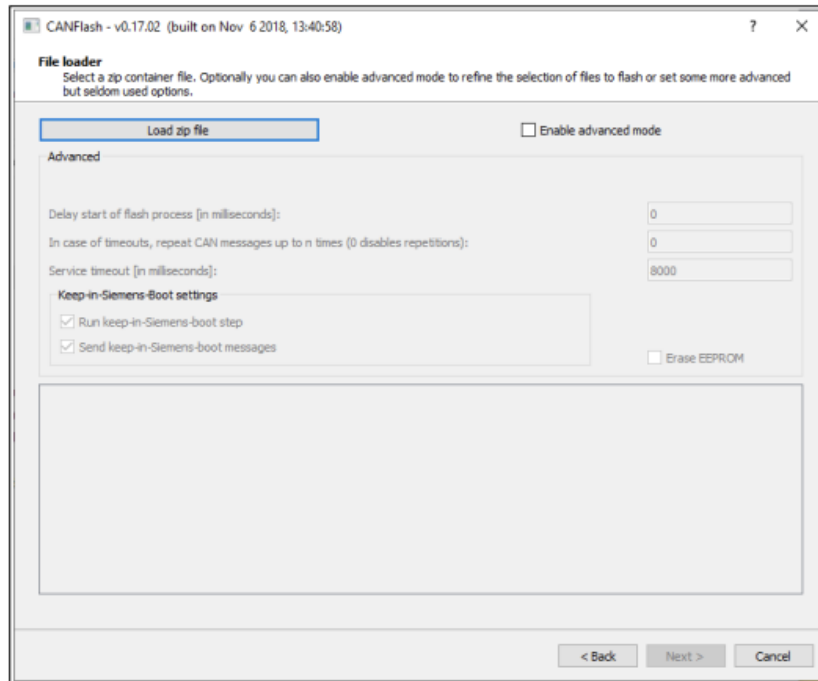 CANFlash - v0.17.02 (built on Nov 6 2018, 13:40:58)
?
File loader
Select a zip container file. Optionally you can also enable advanced mode to refine the selection of files to flash or set some more advanced
but seldom used options.
Load zip file
Enable advanced mode
Advanced
Delay start of flash process [in milliseconds]:
0
In case of timeouts, repeat CAN messages up to n times (0 disables repetitions):
0
Service timeout [in milliseconds]:
8000
Keep-in-Siemens-Boot settings
Run keep-in-Siemens-boot step
Send keep-in-Siemens-boot messages
Erase EEPROM
< Back
Next >
Cancel